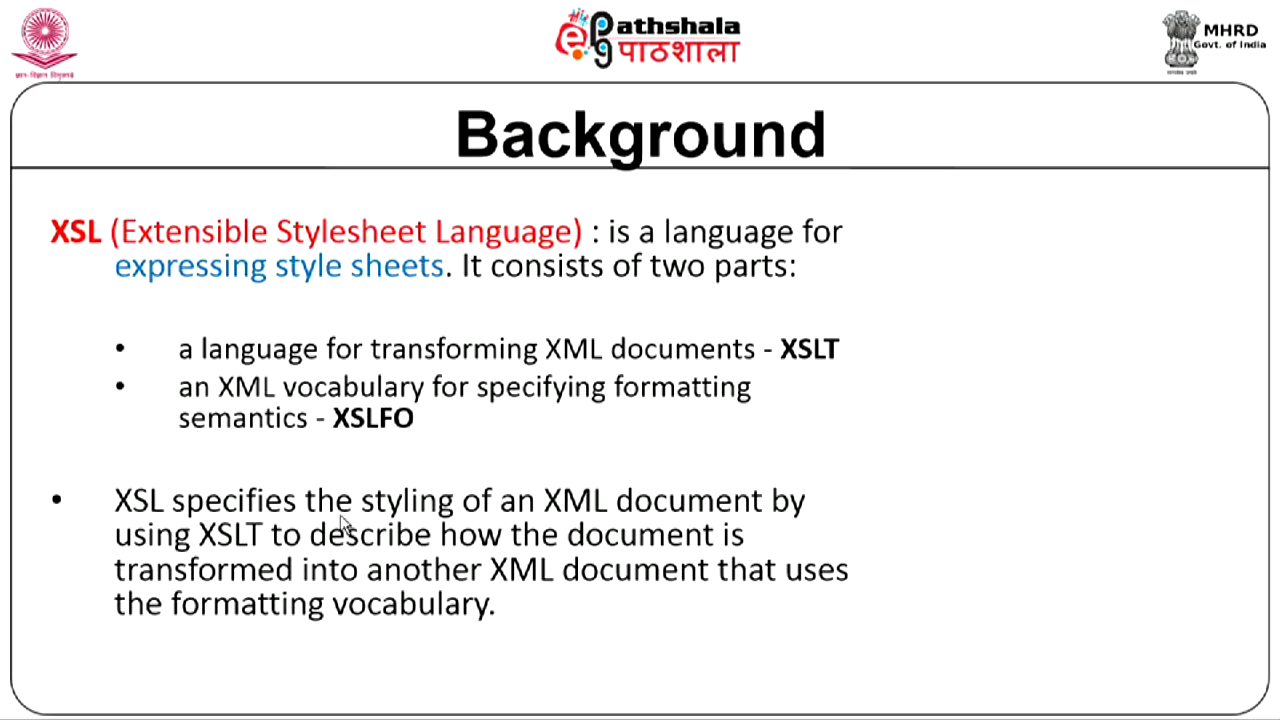 ज्ञान-विज्ञान विमुक्तये
ePathshala
पाठशाला
MHRD
Govt. of India
Background
XSL (Extensible Stylesheet Language) : is a language for
expressing style sheets. It consists of two parts:
• a language for transforming XML documents - XSLT
• an XML vocabulary for specifying formatting
semantics - XSLFO
• XSL specifies the styling of an XML document by
using XSLT to describe how the document is
transformed into another XML document that uses
the formatting vocabulary.